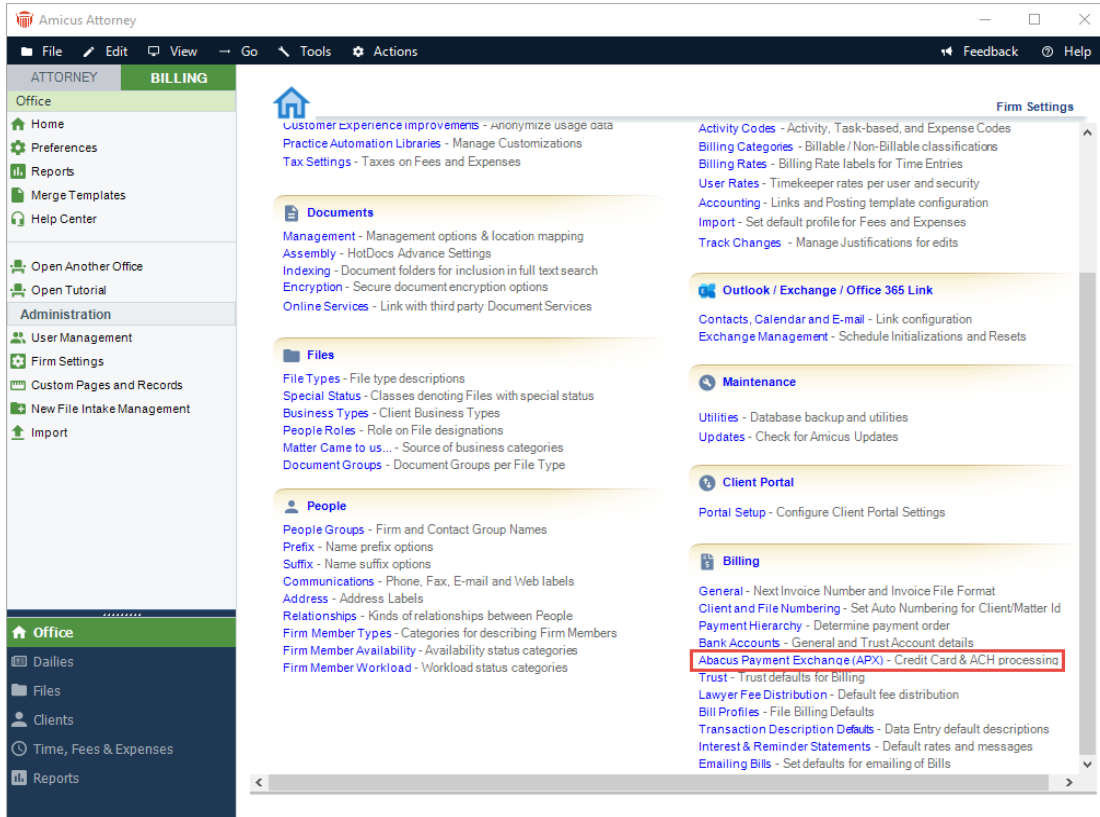 Amicus Attorney
File Edit View Go Tools Actions Feedback Help
ATTORNEY BILLING
Office
Home
Preferences
Reports
Merge Templates
Help Center
Open Another Office
Open Tutorial
Administration
User Management
Firm Settings
Custom Pages and Records
New File Intake Management
Import
Office
Dailies
Files
Clients
Time, Fees & Expenses
Reports
Firm Settings
Customer Experience Improvements - Anonymize usage data
Practice Automation Libraries - Manage Customizations
Tax Settings - Taxes on Fees and Expenses
Documents
Management - Management options & location mapping
Assembly - HotDocs Advance Settings
Indexing - Document folders for inclusion in full text search
Encryption - Secure document encryption options
Online Services - Link with third party Document Services
Files
File Types - File type descriptions
Special Status - Classes denoting Files with special status
Business Types - Client Business Types
People Roles - Role on File designations
Matter Came to us... - Source of business categories
Document Groups - Document Groups per File Type
People
People Groups - Firm and Contact Group Names
Prefix - Name prefix options
Suffix - Name suffix options
Communications - Phone, Fax, E-mail and Web labels
Address - Address Labels
Relationships - Kinds of relationships between People
Firm Member Types - Categories for describing Firm Members
Firm Member Availability - Availability status categories
Firm Member Workload - Workload status categories
Activity Codes - Activity, Task-based, and Expense Codes
Billing Categories - Billable / Non-Billable classifications
Billing Rates - Billing Rate labels for Time Entries
User Rates - Timekeeper rates per user and security
Accounting - Links and Posting template configuration
Import - Set default profile for Fees and Expenses
Track Changes - Manage Justifications for edits
Outlook / Exchange / Office 365 Link
Contacts, Calendar and E-mail - Link configuration
Exchange Management - Schedule Initializations and Resets
Maintenance
Utilities - Database backup and utilities
Updates - Check for Amicus Updates
Client Portal
Portal Setup - Configure Client Portal Settings
Billing
General - Next Invoice Number and Invoice File Format
Client and File Numbering - Set Auto Numbering for Client/Matter Id
Payment Hierarchy - Determine payment order
Bank Accounts - General and Trust Account details
Abacus Payment Exchange (APX) - Credit Card & ACH processing
Trust - Trust defaults for Billing
Lawyer Fee Distribution - Default fee distribution
Bill Profiles - File Billing Defaults
Transaction Description Defaults - Data Entry default descriptions
Interest & Reminder Statements - Default rates and messages
Emailing Bills - Set defaults for emailing of Bills